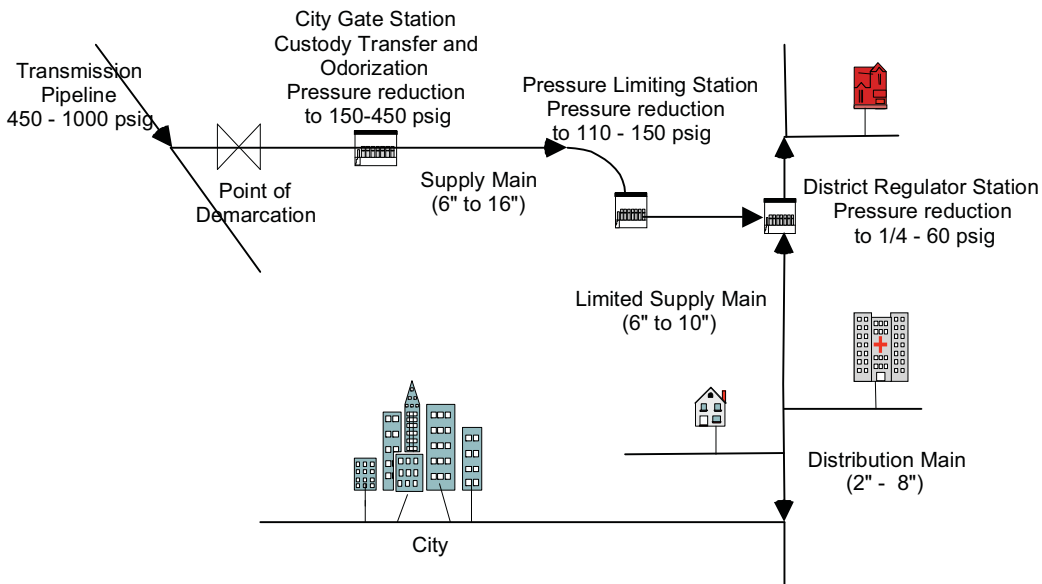 City Gate Station
Custody Transfer and
Odorization
Pressure reduction
to 150-450 psig
Transmission
Pipeline
450 - 1000 psig
Pressure Limiting Station
Pressure reduction
to 110 - 150 psig
Point of
Demarcation
Supply Main
(6" to 16")
District Regulator Station
Pressure reduction
to 1/4 - 60 psig
Limited Supply Main
(6" to 10")
Distribution Main
(2" - 8")
City